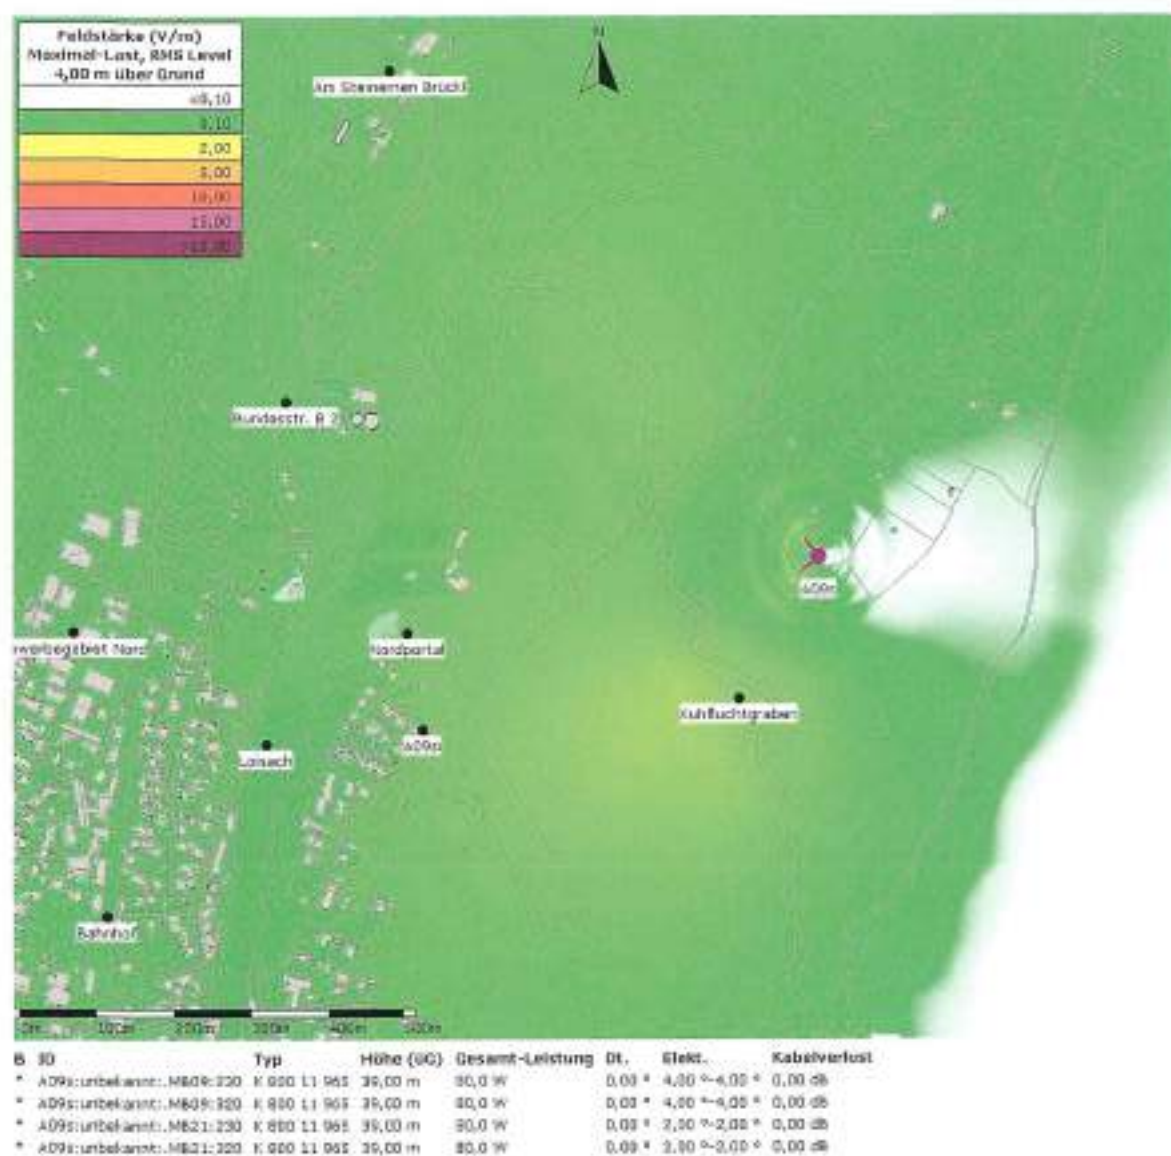 Feldstärke (V/m)
Maximal-Last, RMS Level
4,00 m über Grund
<0,10
0,10
2,00
5,00
10,00
15,00
N
Am Steinernen Brückl
Bundesstr. B 2
A09s
werbegebiet Nord
Nordportal
Kuhfluchtgraben
A09n
Loisach
Bahnhof
0m 100m 200m 300m 400m 500m
B ID Typ Höhe (üG) Gesamt-Leistung Dt. Elekt. Kabelverlust
* A09s:unbekannt:.MB09:230 K 800 11 965 39,00 m 80,0 W 0,00 ° 4,00 °-4,00 ° 0,00 dB
* A09s:unbekannt:.MB09:320 K 800 11 965 39,00 m 80,0 W 0,00 ° 4,00 °-4,00 ° 0,00 dB
* A09s:unbekannt:.MB21:230 K 800 11 965 39,00 m 80,0 W 0,00 ° 2,00 °-2,00 ° 0,00 dB
* A09s:unbekannt:.MB21:320 K 800 11 965 39,00 m 80,0 W 0,00 ° 2,00 °-2,00 ° 0,00 dB